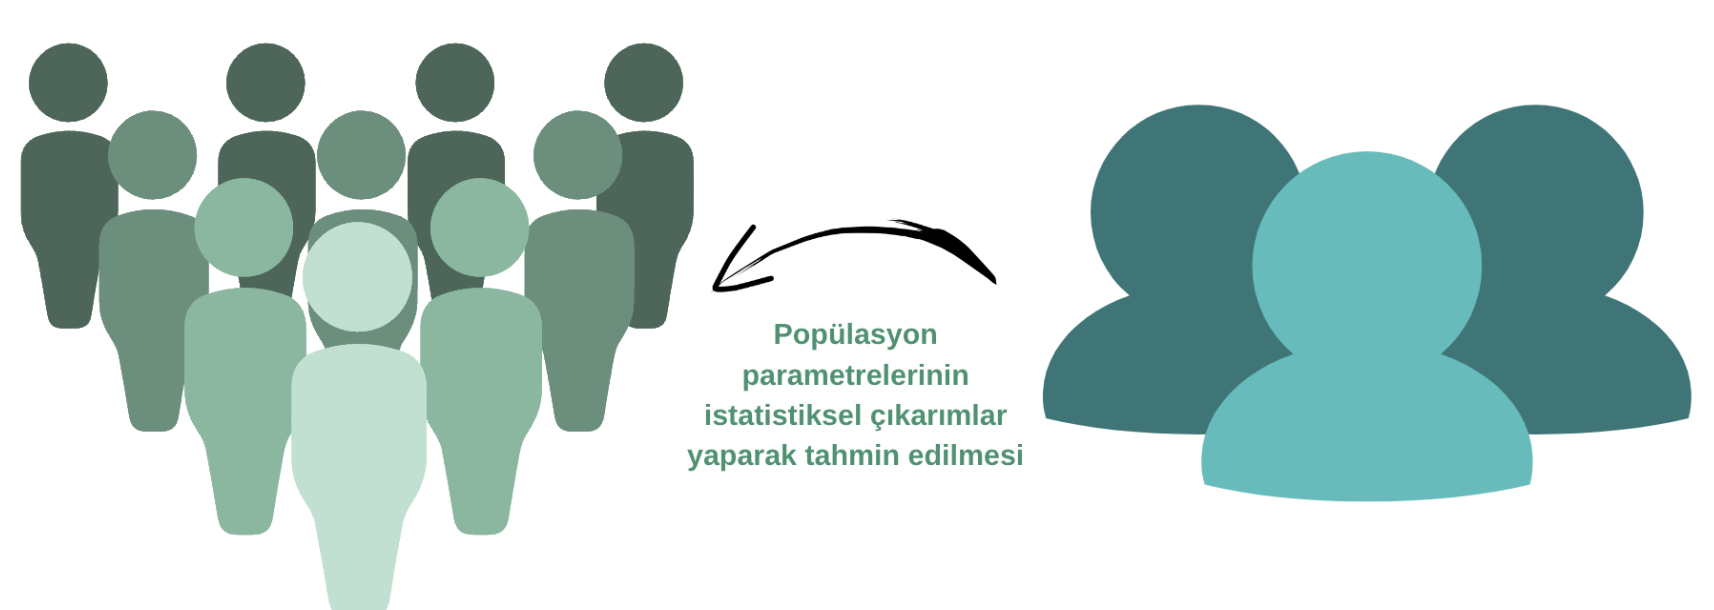 Popülasyon
parametrelerinin
istatistiksel çıkarımlar
yaparak tahmin edilmesi